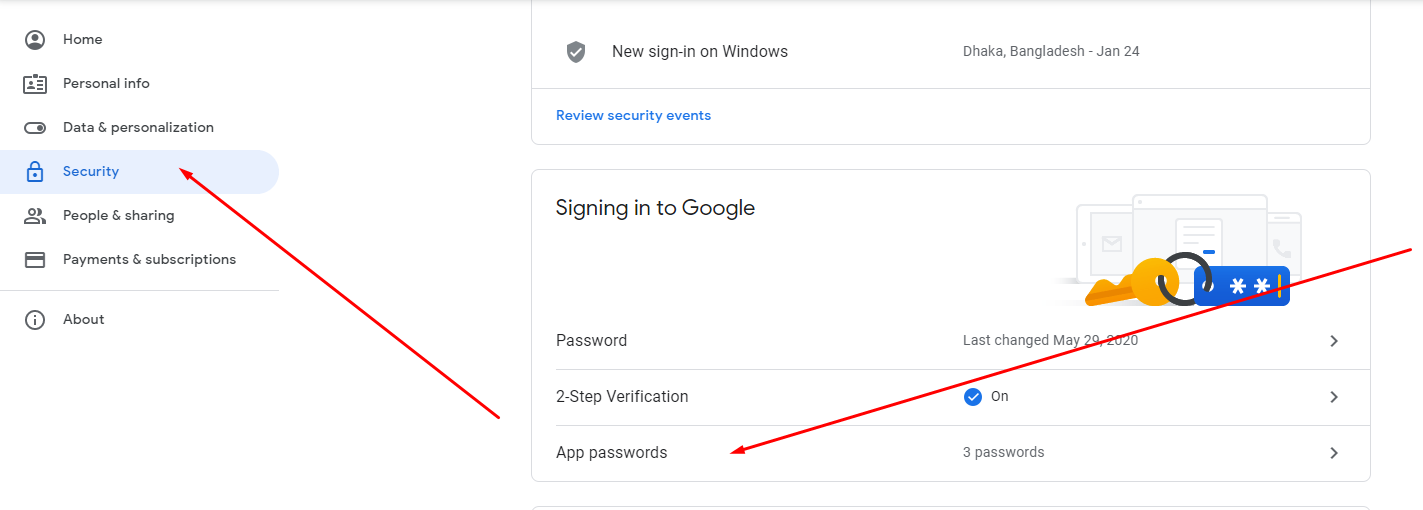 Home
Personal info
Data & personalization
Security
People & sharing
Payments & subscriptions
About
New sign-in on Windows Dhaka, Bangladesh - Jan 24
Review security events
Signing in to Google
**
Password Last changed May 29, 2020
2-Step Verification On
App passwords 3 passwords